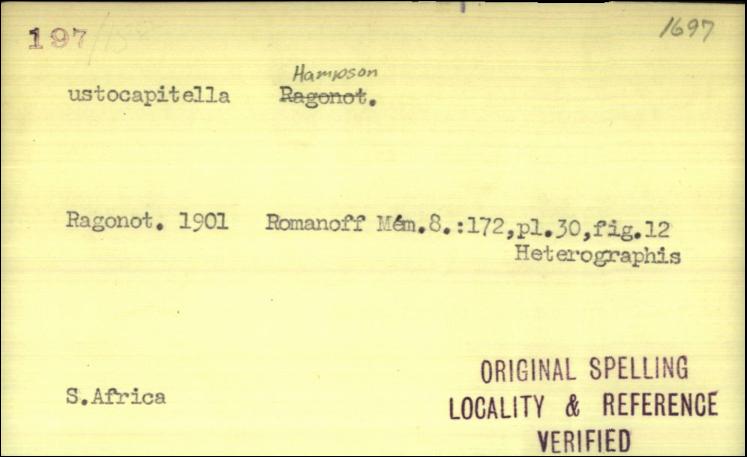 197 1697
Hampson
ustocapitella Ragonot.
Ragonot. 1901 Romanoff Mém.8.:172,pl.30,fig.12
Heterographis
S.Africa
ORIGINAL SPELLING
LOCALITY & REFERENCE
VERIFIED